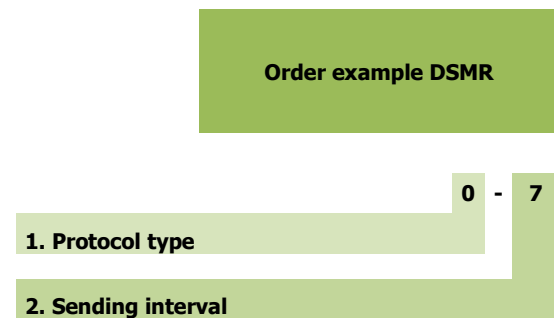 Order example DSMR
0 - 7
1. Protocol type
2. Sending interval